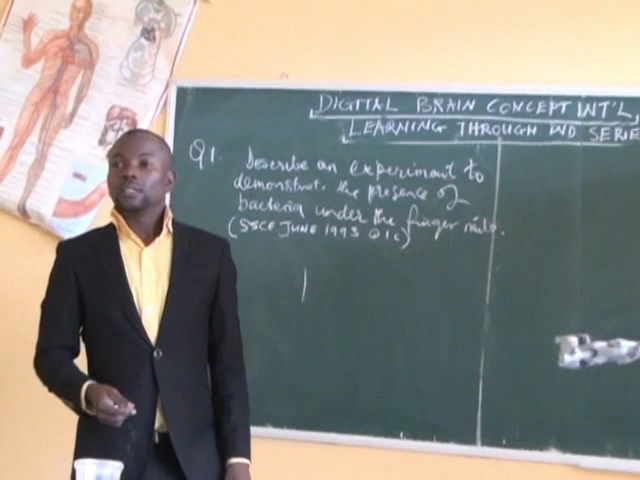 DIGITAL BRAIN CONCEPT INT'L,
LEARNING THROUGH VVD SERIE
Q1. Describe an experiment to
demonstrate the presence of
bacteria under the finger nails.
(SSCE JUNE 1993 Q1c)